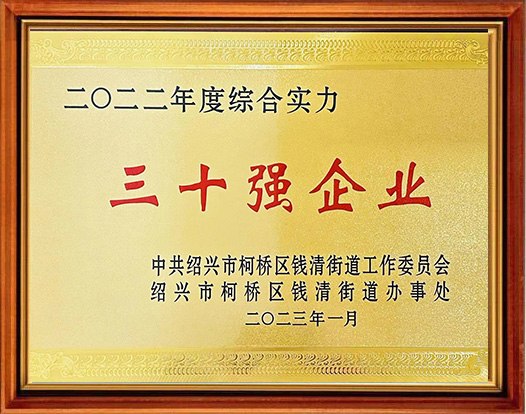 二〇二二年度综合实力
三十强企业
中共绍兴市柯桥区钱清街道工作委员会
绍兴市柯桥区钱清街道办事处
二〇二三年一月